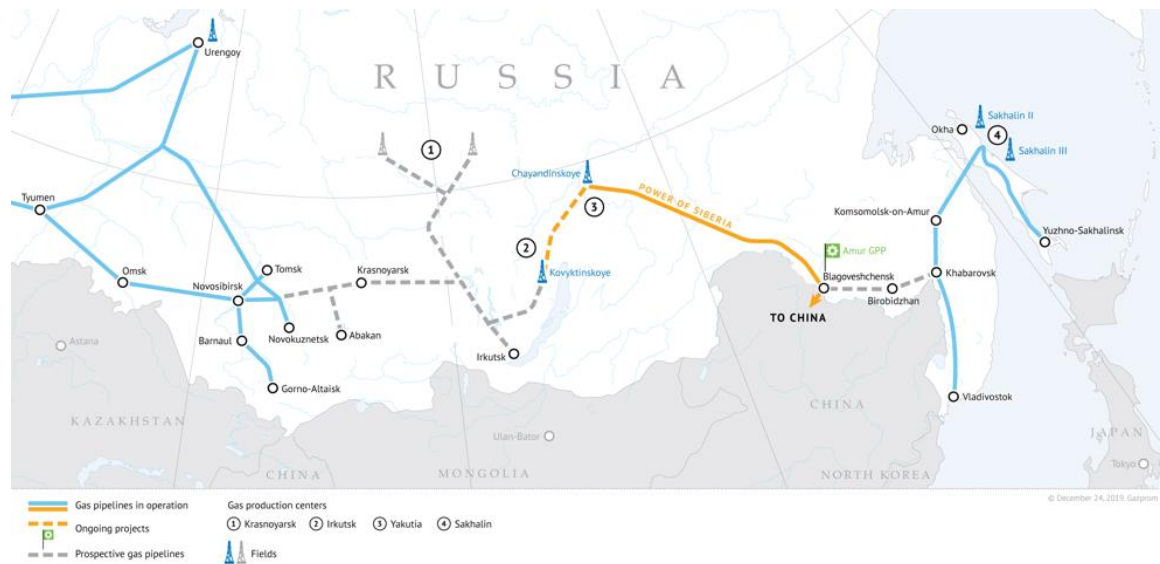 Urengoy
RUSSIA
1
Okha
Sakhalin II
4
Sakhalin III
Chayandinskoye
3
POWER OF SIBERIA
Tyumen
Komsomolsk-on-Amur
Yuzhno-Sakhalinsk
2
Kovyktinskoye
Amur GPP
Omsk
Tomsk
Krasnoyarsk
Blagoveshchensk
Khabarovsk
Novosibirsk
Birobidzhan
TO CHINA
Astana
Barnaul
Novokuznetsk
Abakan
Irkutsk
Gorno-Altaisk
Vladivostok
KAZAKHSTAN
CHINA
JAPAN
Ulan-Bator
Tokyo
CHINA
MONGOLIA
NORTH KOREA
© December 24, 2019. Gazprom
Gas pipelines in operation
Ongoing projects
Prospective gas pipelines
Gas production centers
1 Krasnoyarsk 2 Irkutsk 3 Yakutia 4 Sakhalin
Fields